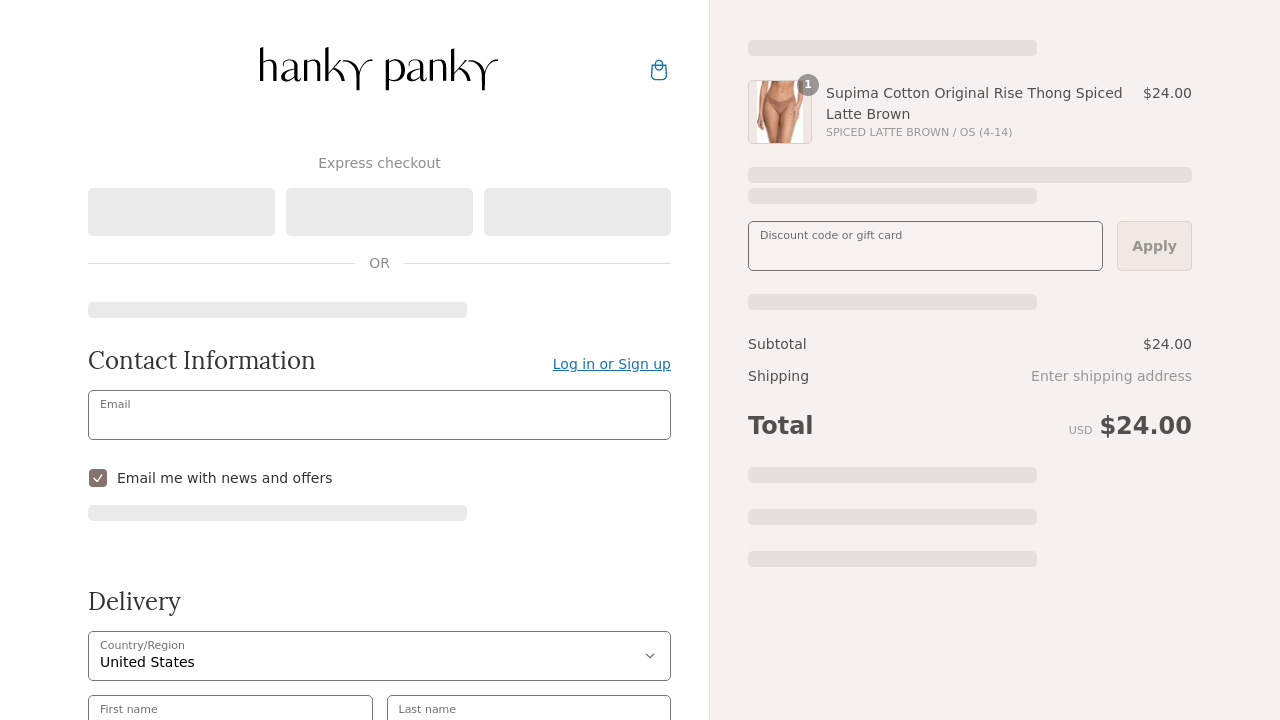 hanky panky
Express checkout
OR
Contact Information
Log in or Sign up
Email
Email me with news and offers
Delivery
Country/Region
United States
First name
Last name
1
Supima Cotton Original Rise Thong Spiced
Latte Brown
$24.00
SPICED LATTE BROWN / OS (4-14)
Discount code or gift card
Apply
Subtotal
$24.00
Shipping
Enter shipping address
Total
USD $24.00